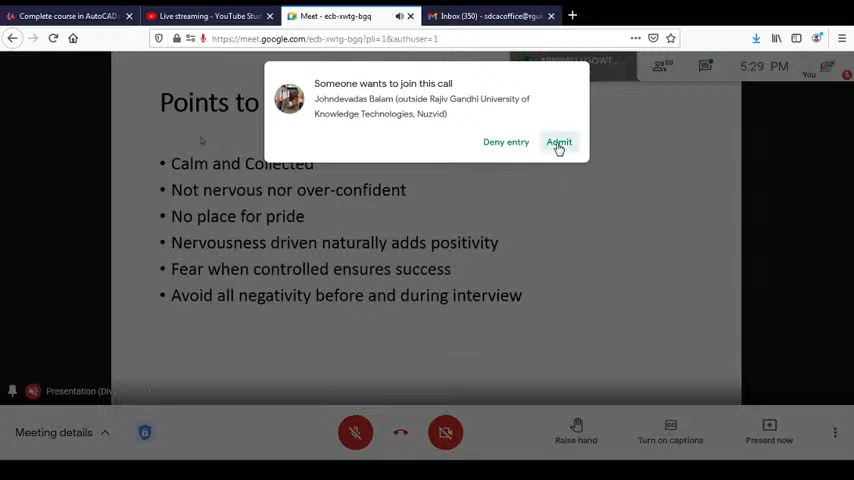 Complete course in AutoCAD
Live streaming - YouTube Stud
Meet - ecb-xwtg-bgq
Inbox (350) - sdcacoffice@rguk
https://meet.google.com/ecb-xwtg-bgq?pli=1&authuser=1
88
5:29 PM
You
Someone wants to join this call
Johndevadas Balam (outside Rajiv Gandhi University of
Knowledge Technologies, Nuzvid)
Deny entry
Admit
Points to
• Calm and Collected
• Not nervous nor over-confident
• No place for pride
• Nervousness driven naturally adds positivity
• Fear when controlled ensures success
• Avoid all negativity before and during interview
Presentation
Meeting details
Raise hand
Turn on captions
Present now